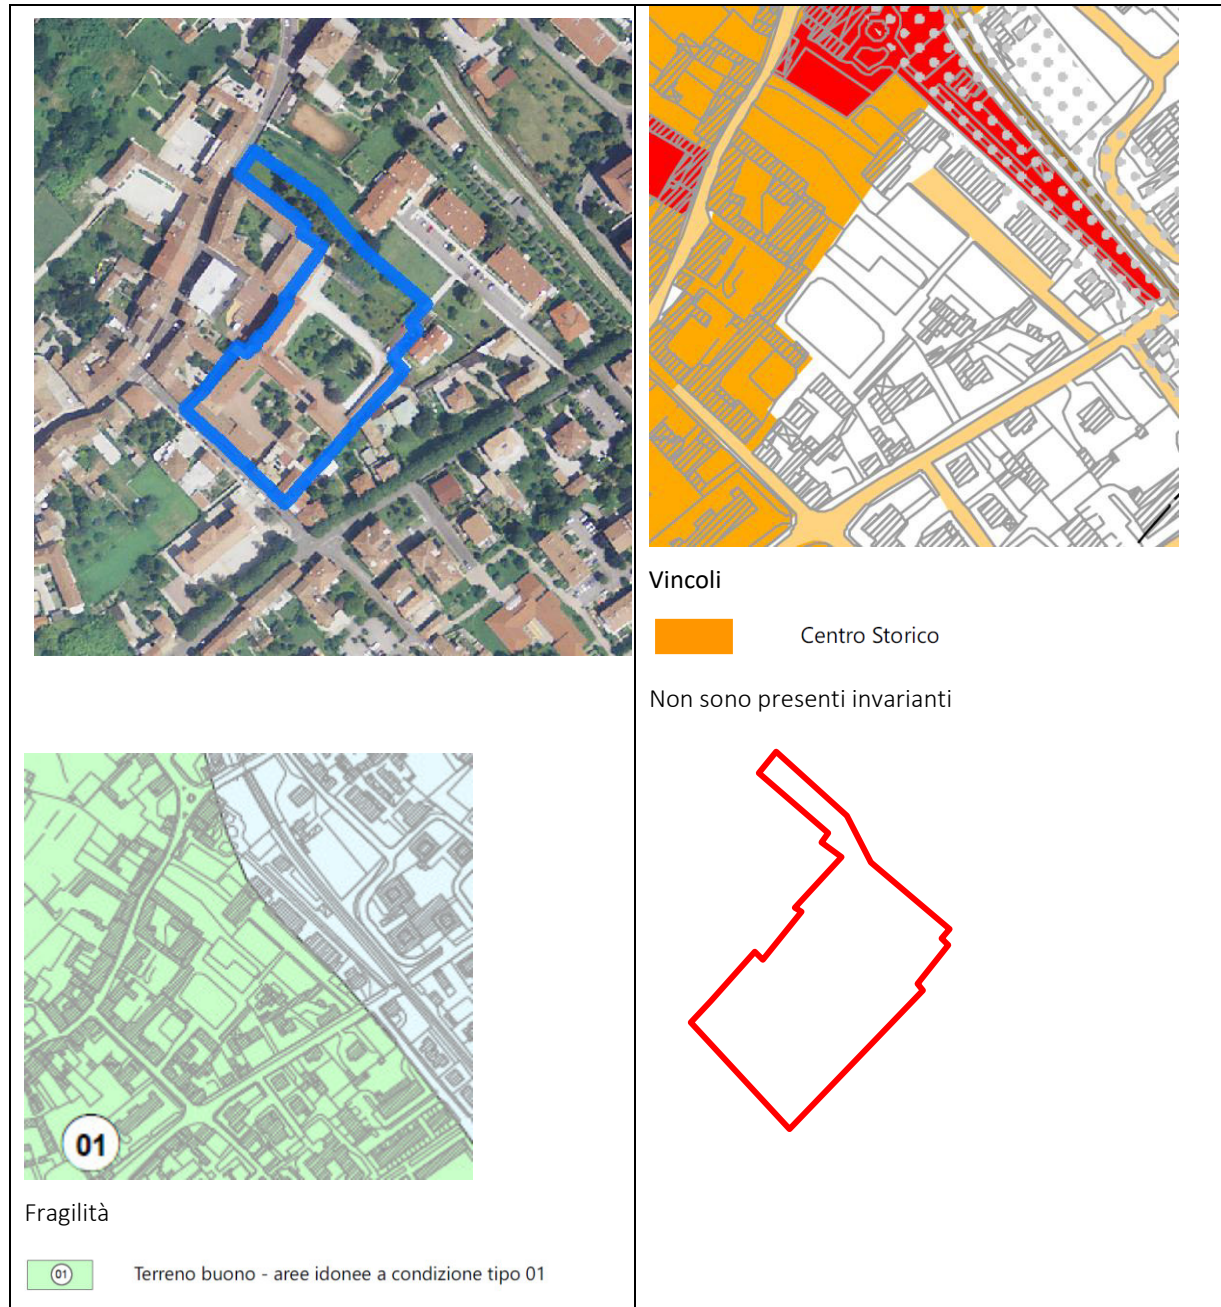 Vincoli
Centro Storico
Non sono presenti invarianti
01
Fragilità
01
Terreno buono - aree idonee a condizione tipo 01